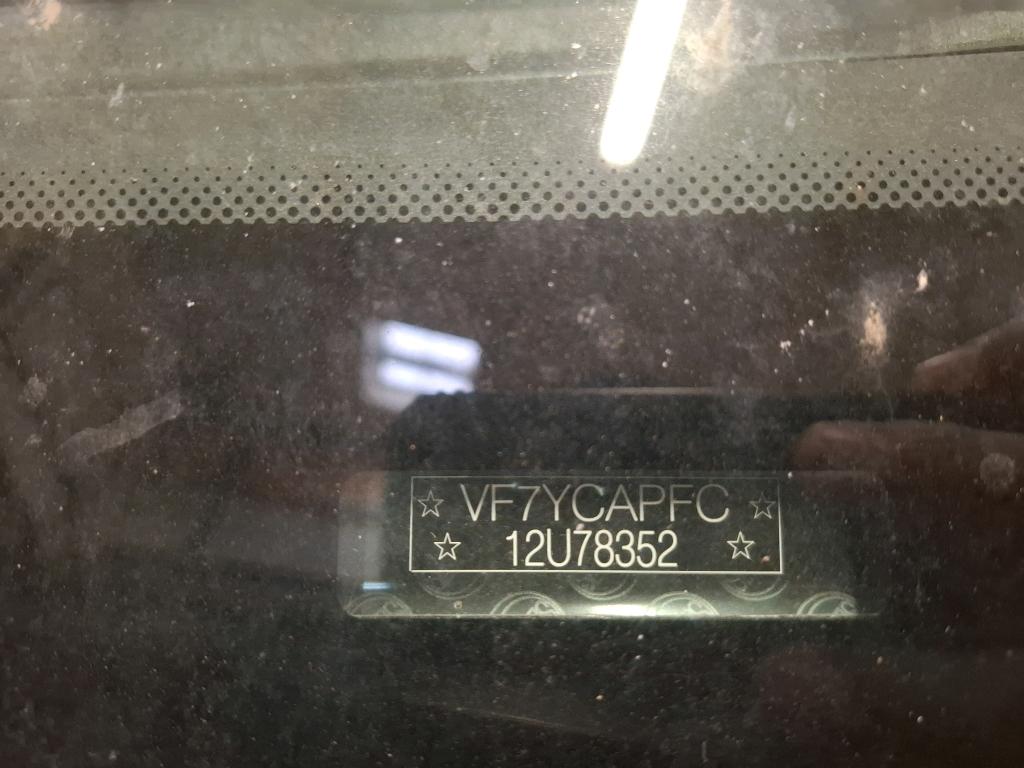 ☆ VF7YCAPFC ☆
☆ 12U78352 ☆